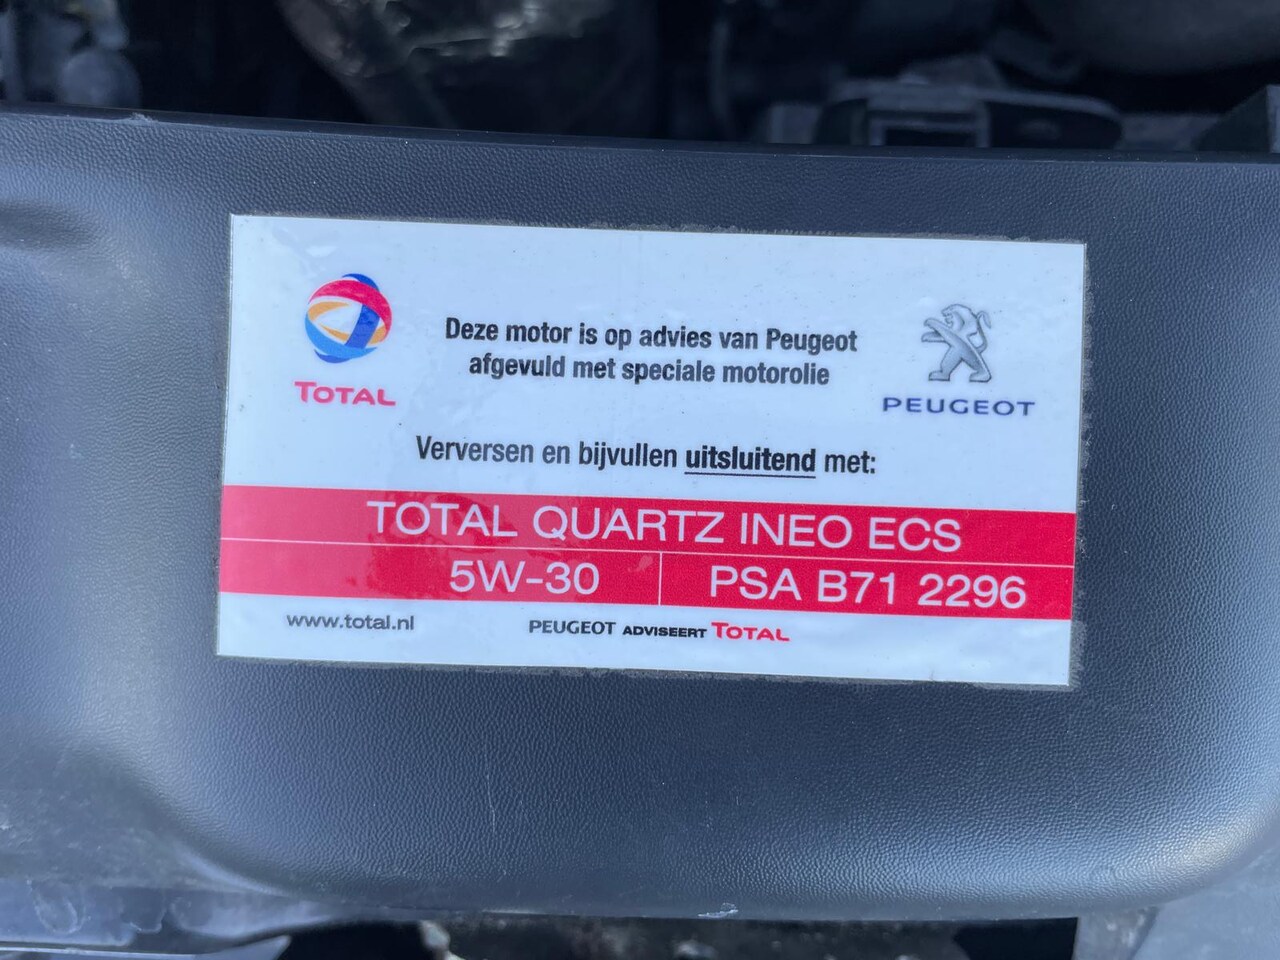 Deze motor is op advies van Peugeot
afgevuld met speciale motorolie
TOTAL
PEUGEOT
Verversen en bijvullen uitsluitend met:
TOTAL QUARTZ INEO ECS
5W-30 PSA B71 2296
www.total.nl PEUGEOT ADVISEERT TOTAL